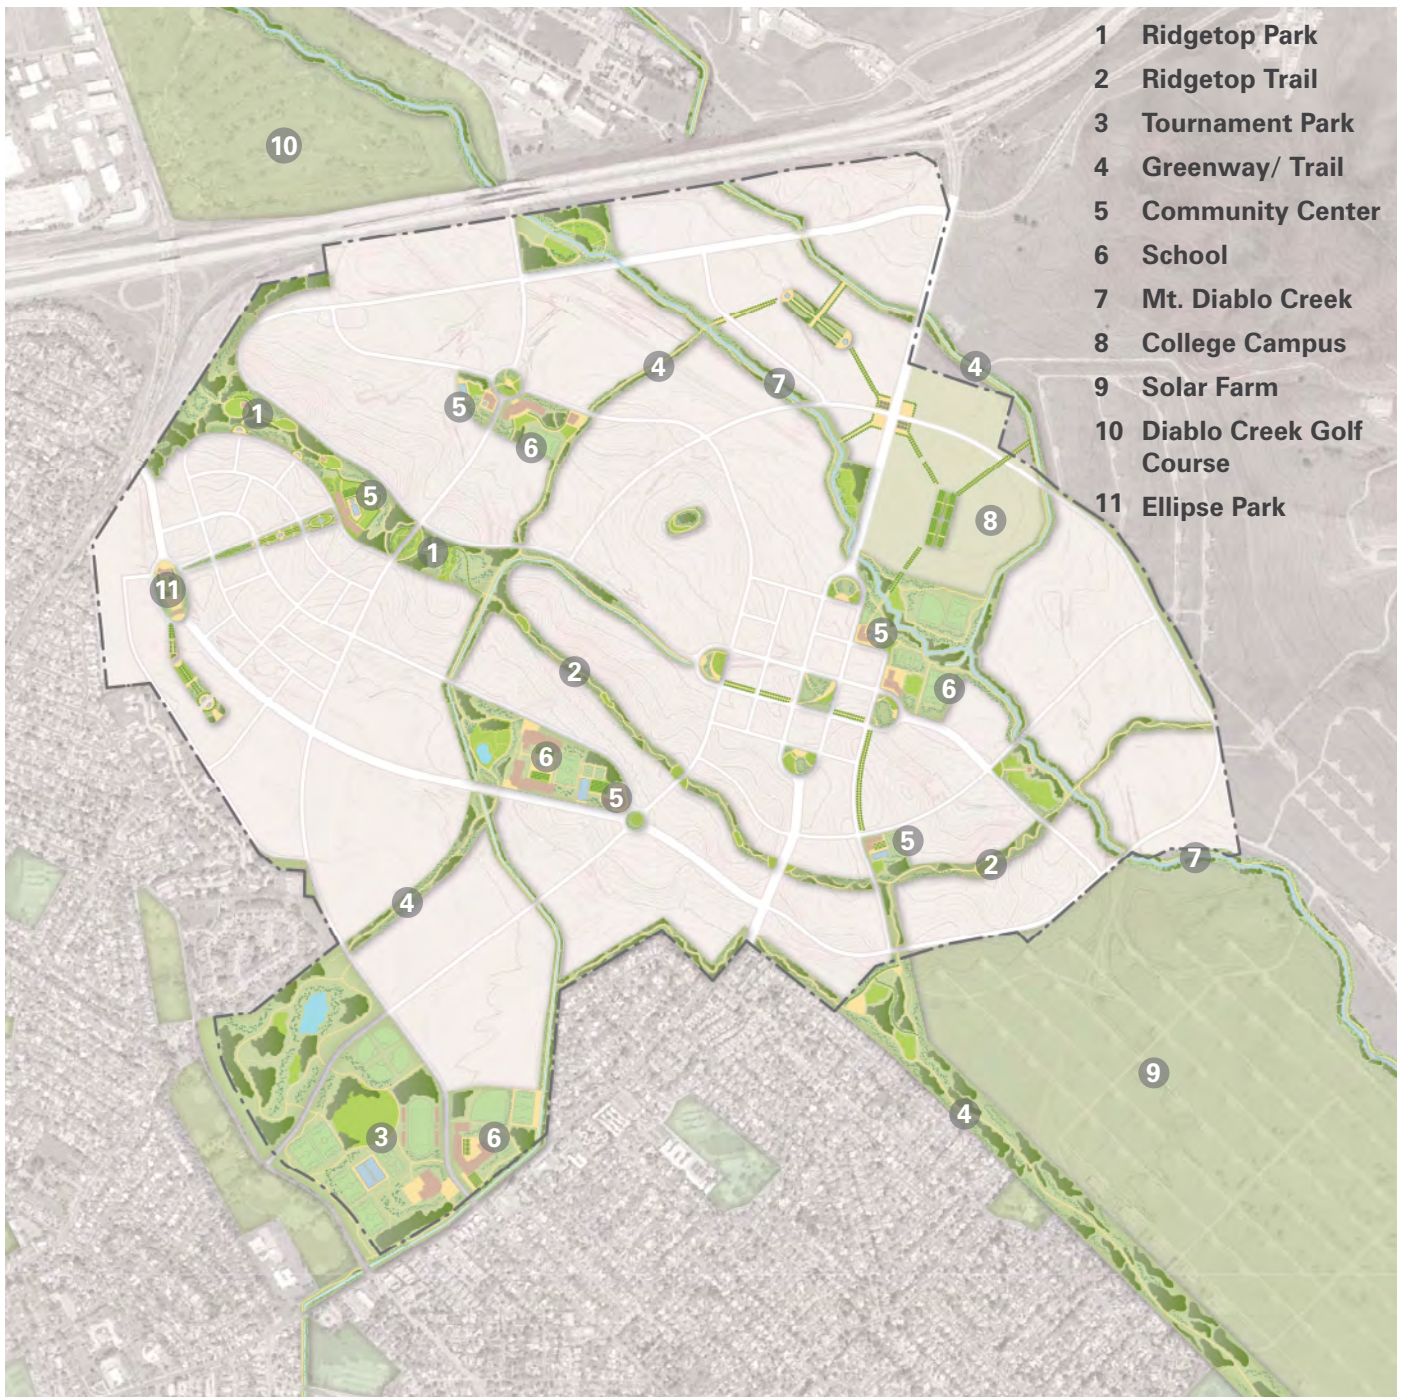 1 Ridgetop Park
2 Ridgetop Trail
3 Tournament Park
4 Greenway/ Trail
5 Community Center
6 School
7 Mt. Diablo Creek
8 College Campus
9 Solar Farm
10 Diablo Creek Golf
Course
11 Ellipse Park
10
4
4
7
5
1
6
5
8
1
11
5
2
6
6
5
5
7
2
4
9
4
3
6